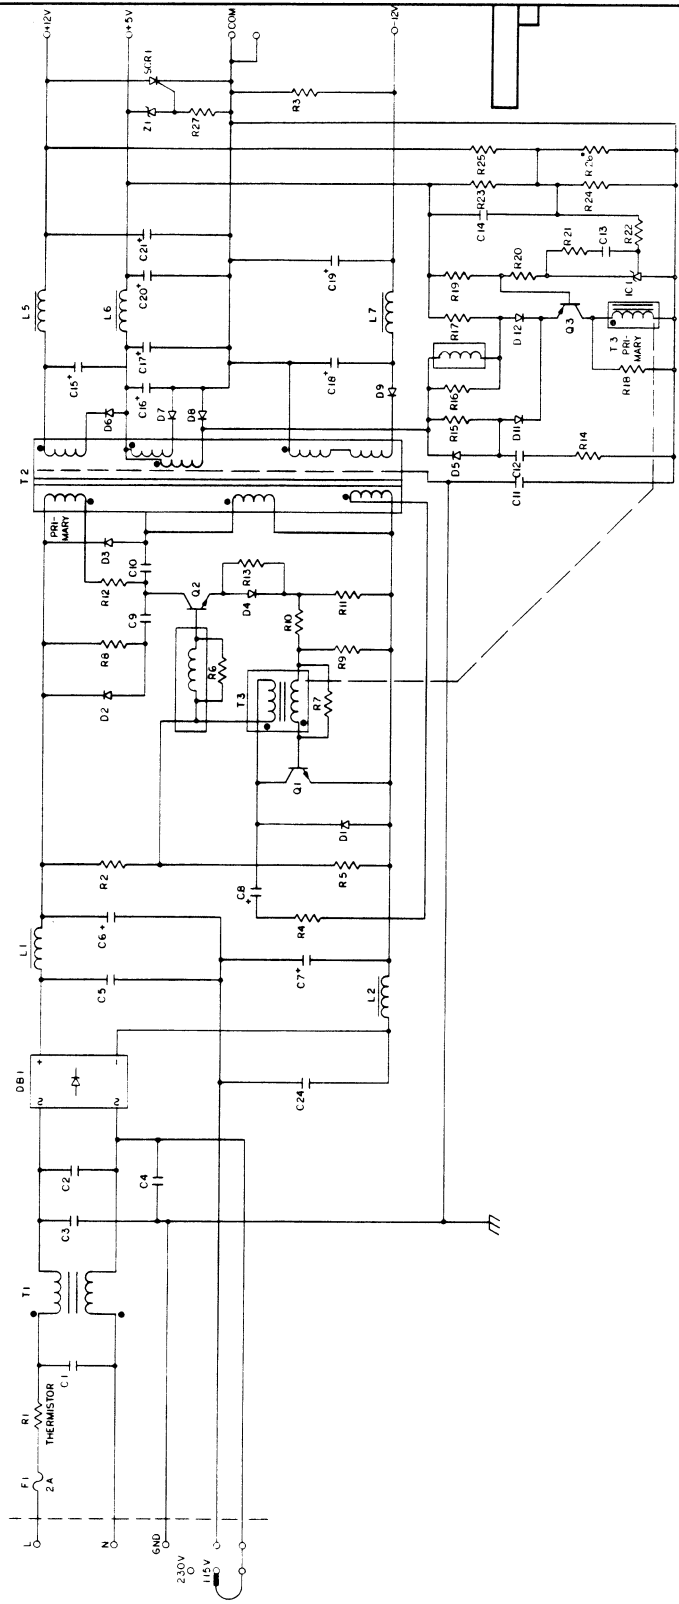 L
F1
2A
R1
THERMISTOR
C1
T1
C3
C2
DB1
+
~
~
−
C5
L1
C6
+
R2
D2
R8
C9
R12
C10
D3
PRI-
MARY
T2
D6
C15
+
L5
C21
+
Z1
SCR1
+12V
N
C4
R6
Q2
D7
C16
+
C17
+
L6
C20
+
R27
+5V
D8
COM
GND
230V
115V
C24
L2
C7
+
R4
C8
+
R5
D1
Q1
T3
R7
R9
R10
D4
R13
R11
D9
C18
+
L7
C19
+
R3
-12V
C11
C12
D5
R15
R16
R17
R19
C14
R23
R25
R14
D11
D12
R20
R21
C13
R22
R24
R26
Q3
IC1
R18
T3
PRI-
MARY